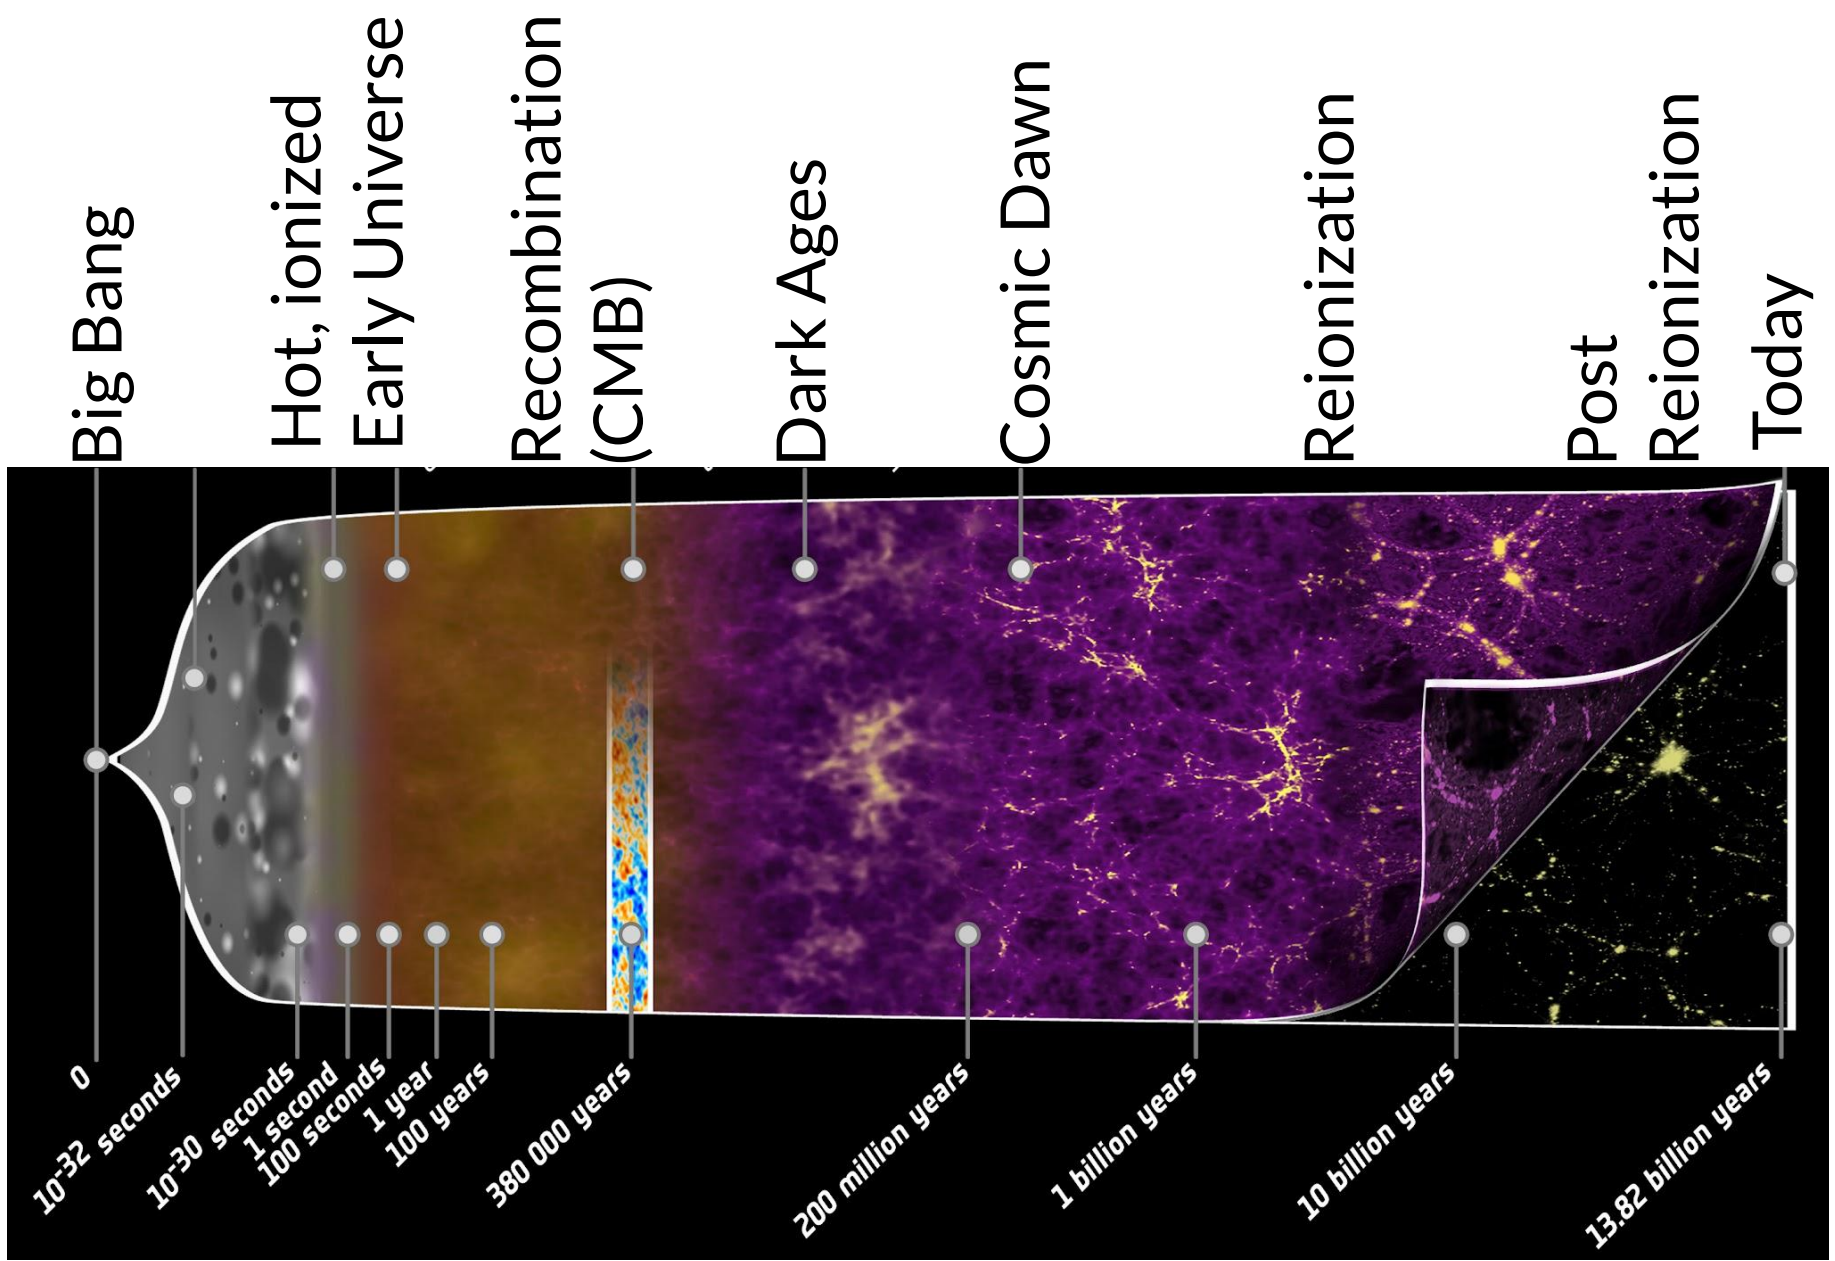 Big Bang
Hot, ionized
Early Universe
Recombination
(CMB)
Dark Ages
Cosmic Dawn
Reionization
Post
Reionization
Today
0
10-32 seconds
10-30 seconds
1 second
100 seconds
1 year
100 years
380 000 years
200 million years
1 billion years
10 billion years
13.82 billion years